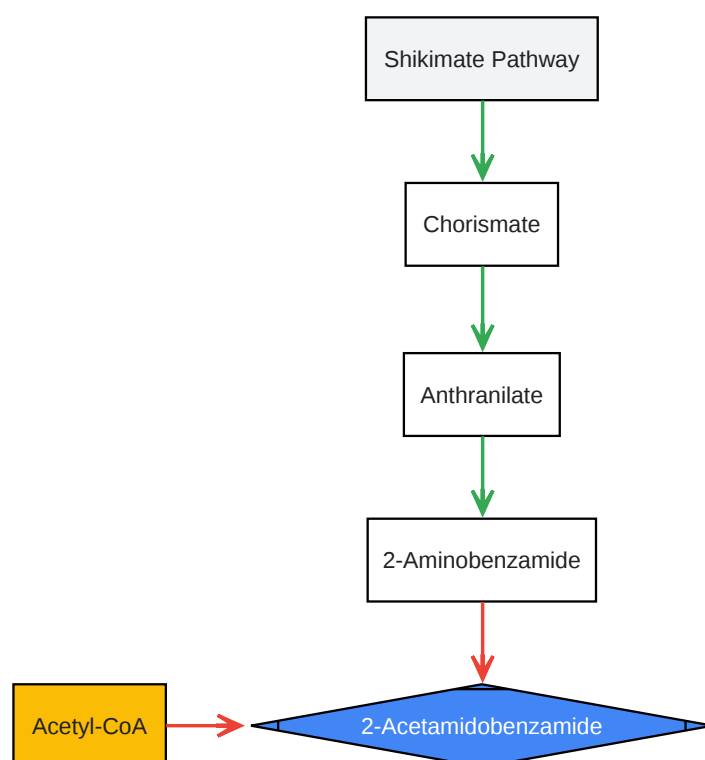 Shikimate Pathway
Chorismate
Anthranilate
2-Aminobenzamide
Acetyl-CoA
2-Acetamidobenzamide